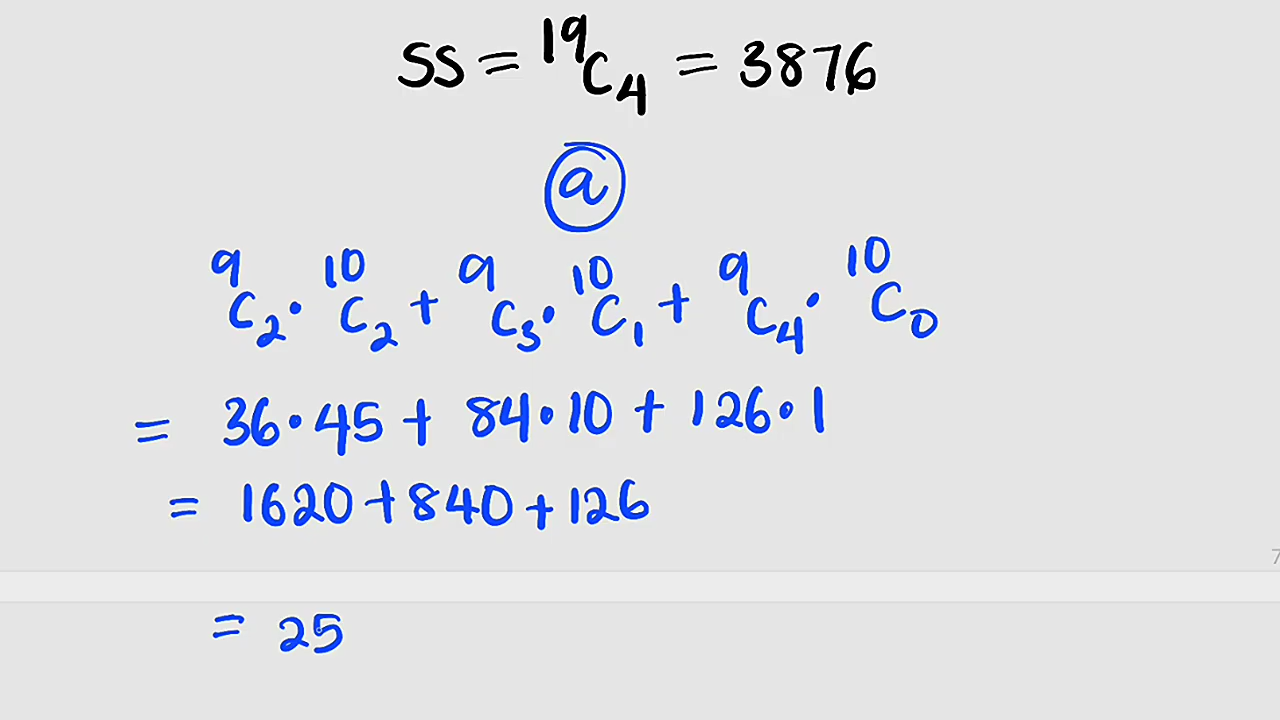 SS = ¹⁹C₄ = 3876
a
⁹C₂ · ¹⁰C₂ + ⁹C₃ · ¹⁰C₁ + ⁹C₄ · ¹⁰C₀
= 36 · 45 + 84 · 10 + 126 · 1
= 1620 + 840 + 126
7
= 25